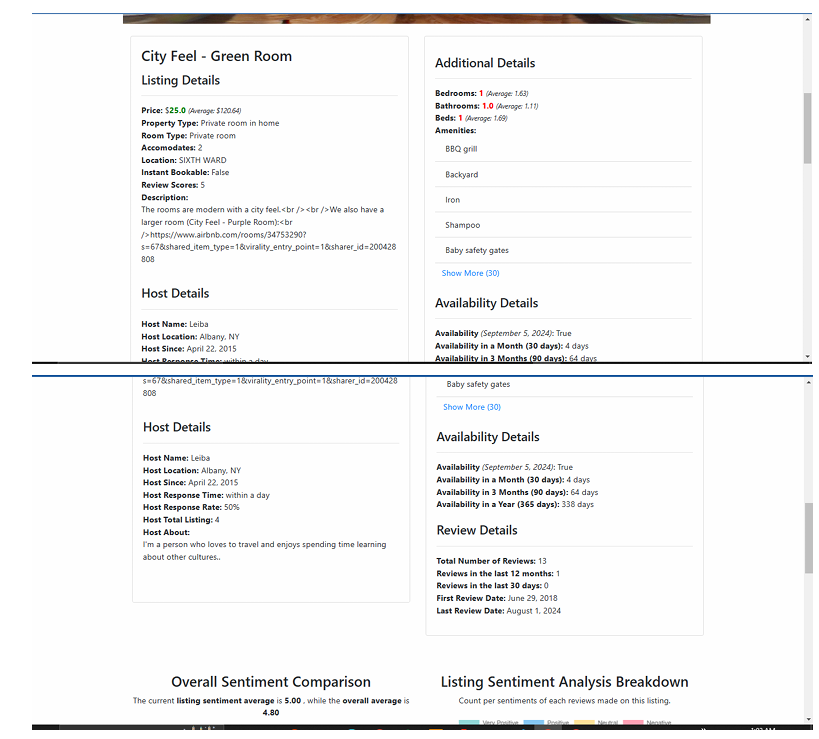 City Feel - Green Room
Listing Details
Price: $25.0 (Average: $120.64)
Property Type: Private room in home
Room Type: Private room
Accomodates: 2
Location: SIXTH WARD
Instant Bookable: False
Review Scores: 5
Description:
The rooms are modern with a city feel.<br /><br />We also have a
larger room (City Feel - Purple Room):<br
/>https://www.airbnb.com/rooms/34753290?
s=67&shared_item_type=1&virality_entry_point=1&sharer_id=200428
808
Host Details
Host Name: Leiba
Host Location: Albany, NY
Host Since: April 22, 2015
Host Response Time: within a day
Additional Details
Bedrooms: 1 (Average: 1.63)
Bathrooms: 1.0 (Average: 1.11)
Beds: 1 (Average: 1.69)
Amenities:
BBQ grill
Backyard
Iron
Shampoo
Baby safety gates
Show More (30)
Availability Details
Availability (September 5, 2024): True
Availability in a Month (30 days): 4 days
Availability in 3 Months (90 days): 64 days
s=67&shared_item_type=1&virality_entry_point=1&sharer_id=200428
808
Host Details
Host Name: Leiba
Host Location: Albany, NY
Host Since: April 22, 2015
Host Response Time: within a day
Host Response Rate: 50%
Host Total Listing: 4
Host About:
I'm a person who loves to travel and enjoys spending time learning
about other cultures..
Baby safety gates
Show More (30)
Availability Details
Availability (September 5, 2024): True
Availability in a Month (30 days): 4 days
Availability in 3 Months (90 days): 64 days
Availability in a Year (365 days): 338 days
Review Details
Total Number of Reviews: 13
Reviews in the last 12 months: 1
Reviews in the last 30 days: 0
First Review Date: June 29, 2018
Last Review Date: August 1, 2024
Overall Sentiment Comparison
The current listing sentiment average is 5.00 , while the overall average is
4.80
Listing Sentiment Analysis Breakdown
Count per sentiments of each reviews made on this listing.
Very Positive Positive Neutral Negative